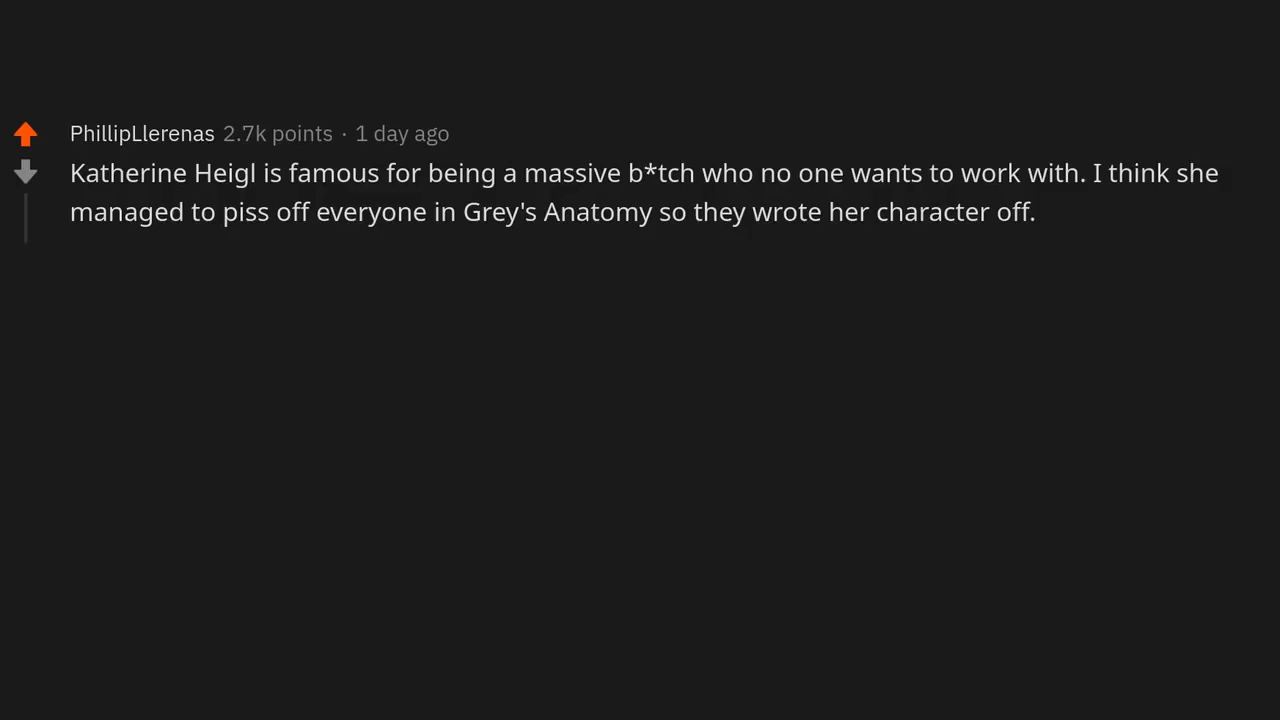 PhillipLlerenas 2.7k points · 1 day ago
Katherine Heigl is famous for being a massive b*tch who no one wants to work with. I think she
managed to piss off everyone in Grey's Anatomy so they wrote her character off.